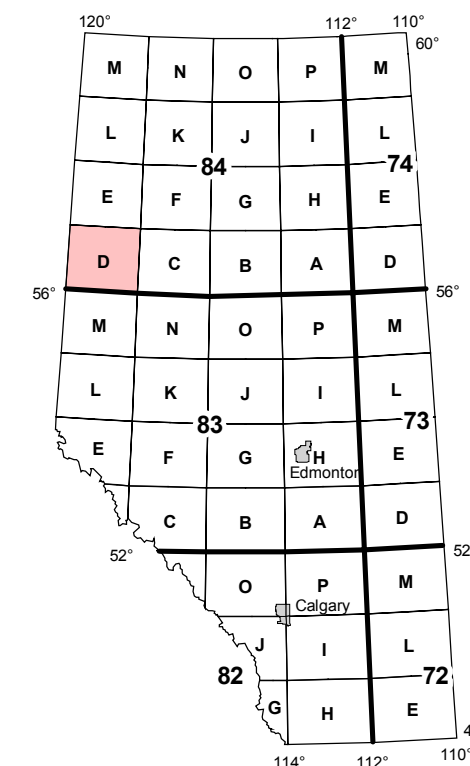 120° 112° 110°
60°
M N O P M
L K J I L
84 74
E F G H E
D C B A D
56° 56°
M N O P M
L K J I L
83 73
E F G H E
Edmonton
C B A D
52° 52
O P M
Calgary
J I L
82 72
G H E
4
114° 112° 110°